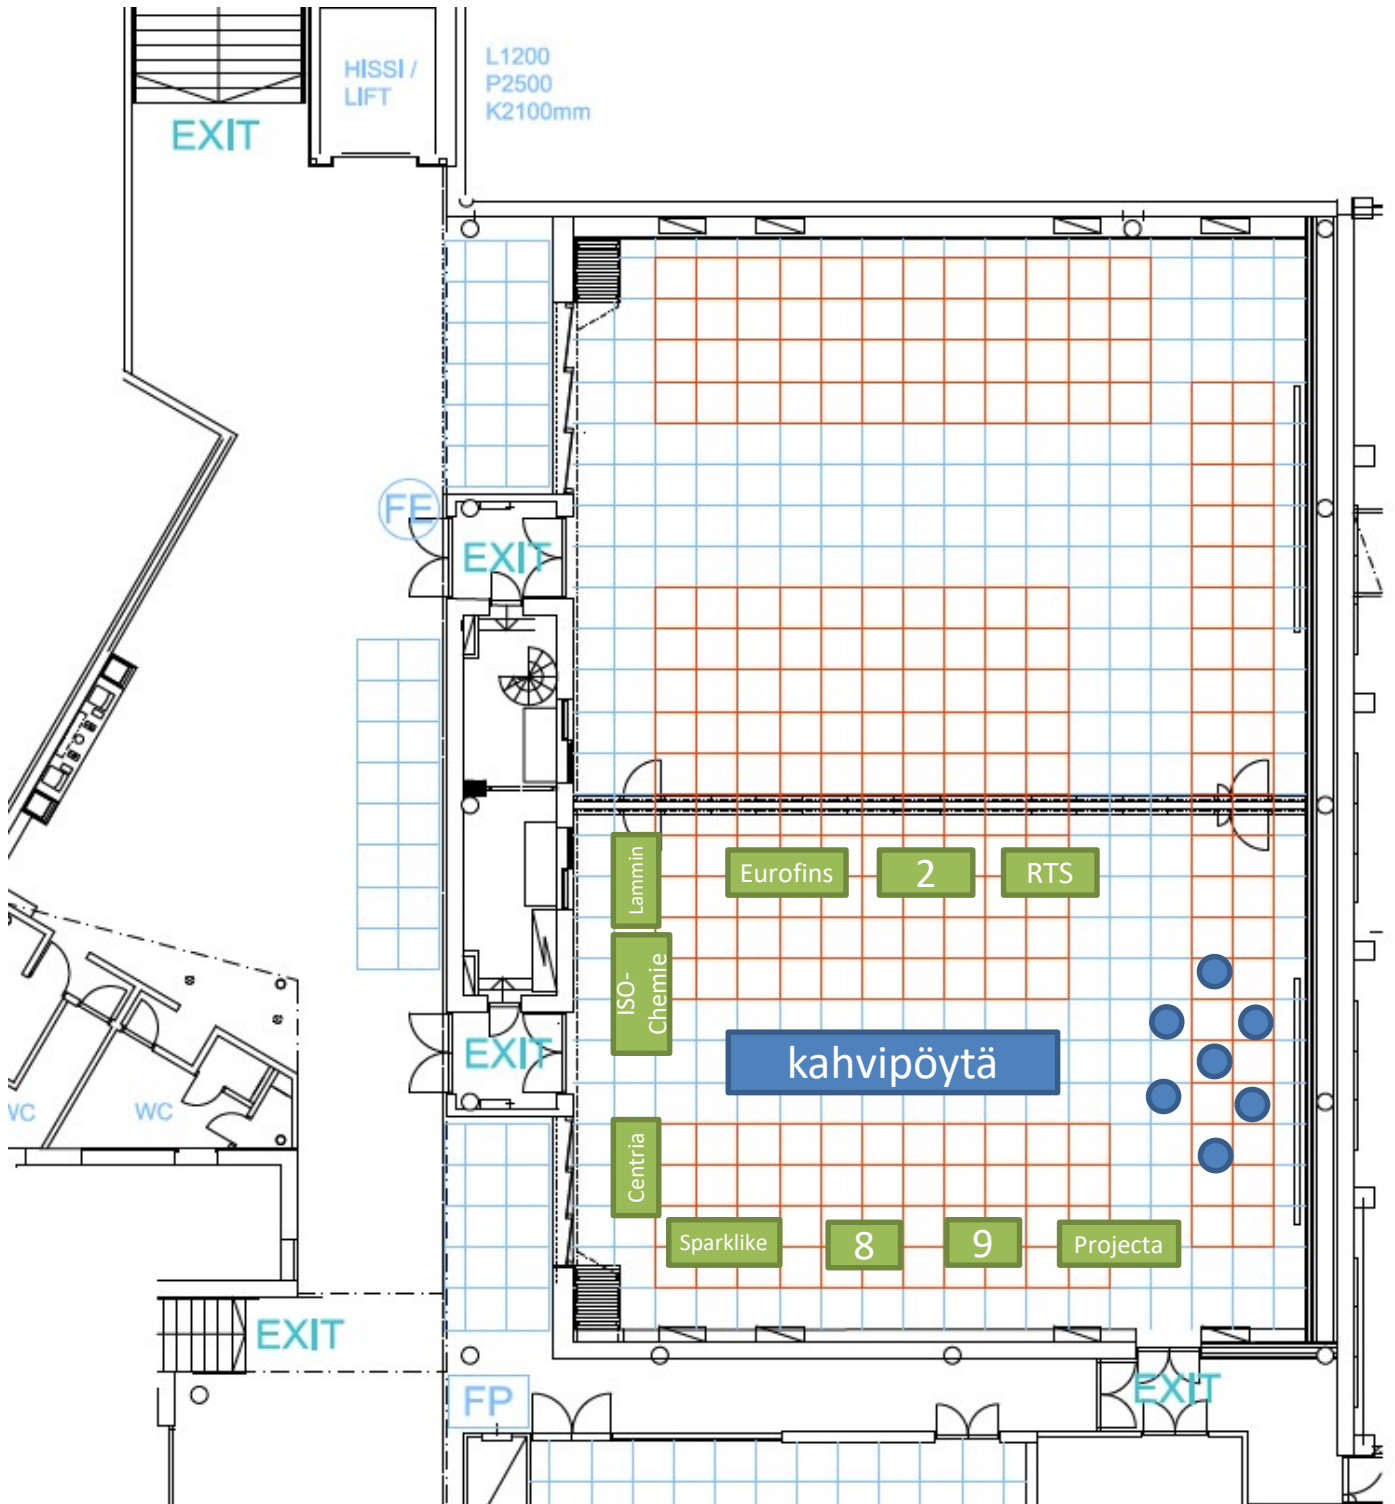 HISSI /
LIFT
L1200
P2500
K2100mm
EXIT
FE
EXIT
Lammin
Eurofins
2
RTS
ISO-
Chemie
EXIT
kahvipöytä
WC
WC
Centria
Sparklike
8
9
Projecta
EXIT
FP
EXIT